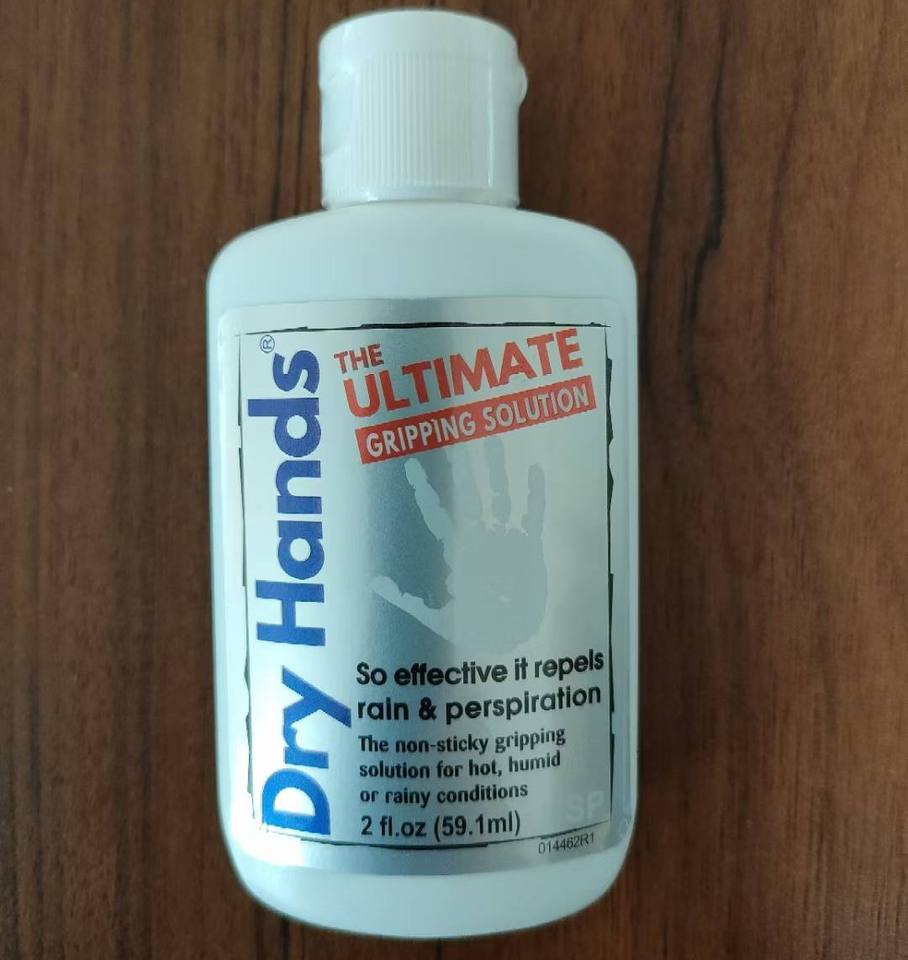 Dry Hands®
THE
ULTIMATE
GRIPPING SOLUTION
So effective it repels
rain & perspiration
The non-sticky gripping
solution for hot, humid
or rainy conditions
2 fl.oz (59.1ml)
SP
014462R1